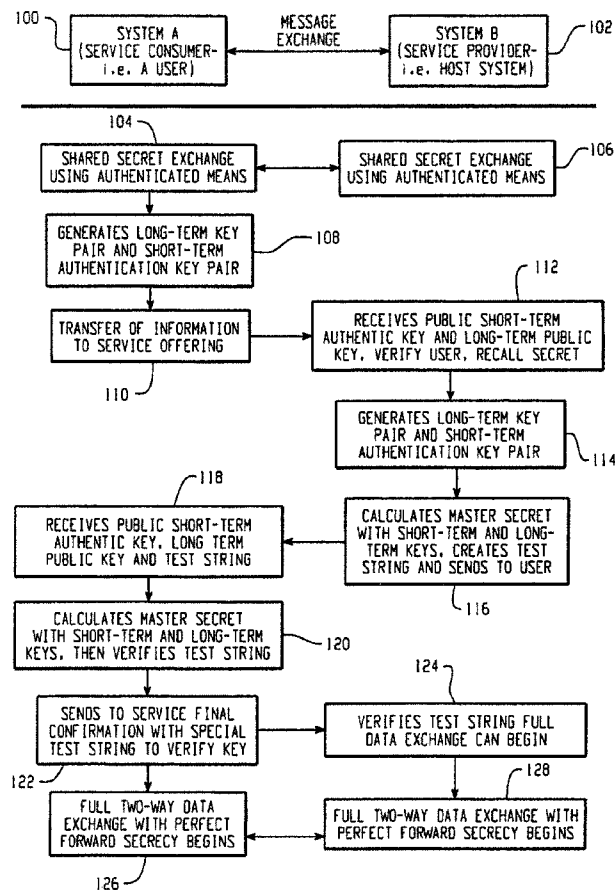 100
SYSTEM A
(SERVICE CONSUMER-
i.e. A USER)
MESSAGE
EXCHANGE
SYSTEM B
(SERVICE PROVIDER-
i.e. HOST SYSTEM)
102
104
SHARED SECRET EXCHANGE
USING AUTHENTICATED MEANS
SHARED SECRET EXCHANGE
USING AUTHENTICATED MEANS
106
GENERATES LONG-TERM KEY
PAIR AND SHORT-TERM
AUTHENTICATION KEY PAIR
108
TRANSFER OF INFORMATION
TO SERVICE OFFERING
110
112
RECEIVES PUBLIC SHORT-TERM
AUTHENTIC KEY AND LONG-TERM PUBLIC
KEY, VERIFY USER, RECALL SECRET
GENERATES LONG-TERM KEY
PAIR AND SHORT-TERM
AUTHENTICATION KEY PAIR
114
118
RECEIVES PUBLIC SHORT-TERM
AUTHENTIC KEY, LONG TERM
PUBLIC KEY AND TEST STRING
CALCULATES MASTER SECRET
WITH SHORT-TERM AND LONG-
TERM KEYS, CREATES TEST
STRING AND SENDS TO USER
116
CALCULATES MASTER SECRET
WITH SHORT-TERM AND LONG-TERM
KEYS, THEN VERIFIES TEST STRING
120
SENDS TO SERVICE FINAL
CONFIRMATION WITH SPECIAL
TEST STRING TO VERIFY KEY
122
124
VERIFIES TEST STRING FULL
DATA EXCHANGE CAN BEGIN
FULL TWO-WAY DATA
EXCHANGE WITH PERFECT
FORWARD SECRECY BEGINS
126
128
FULL TWO-WAY DATA EXCHANGE WITH
PERFECT FORWARD SECRECY BEGINS